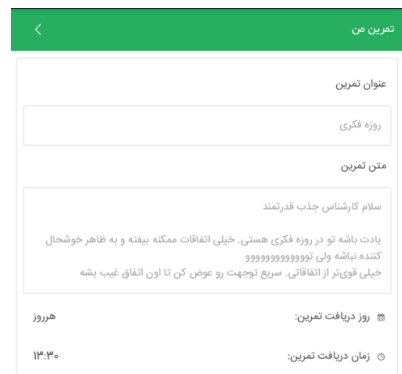 تمرین من
عنوان تمرین
روزه فکری
متن تمرین
سلام کارشناس جذب قدرتمند
یادت باشه تو در روزه فکری هستی. خیلی اتفاقات ممکنه بیفته و به ظاهر خوشحال
کننده نباشه ولی توووووووووووووو
خیلی قوی‌تر از اتفاقاتی. سریع توجهت رو عوض کن تا اون اتفاق غیب بشه
روز دریافت تمرین: هرروز
زمان دریافت تمرین: ۱۳:۳۰